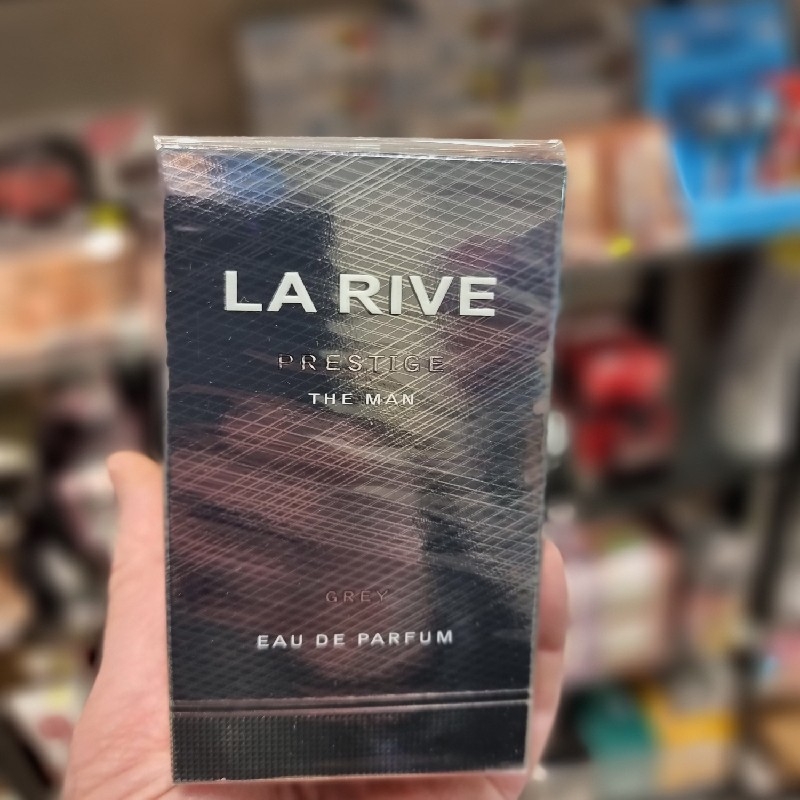 LA RIVE
PRESTIGE
THE MAN
GREY
EAU DE PARFUM